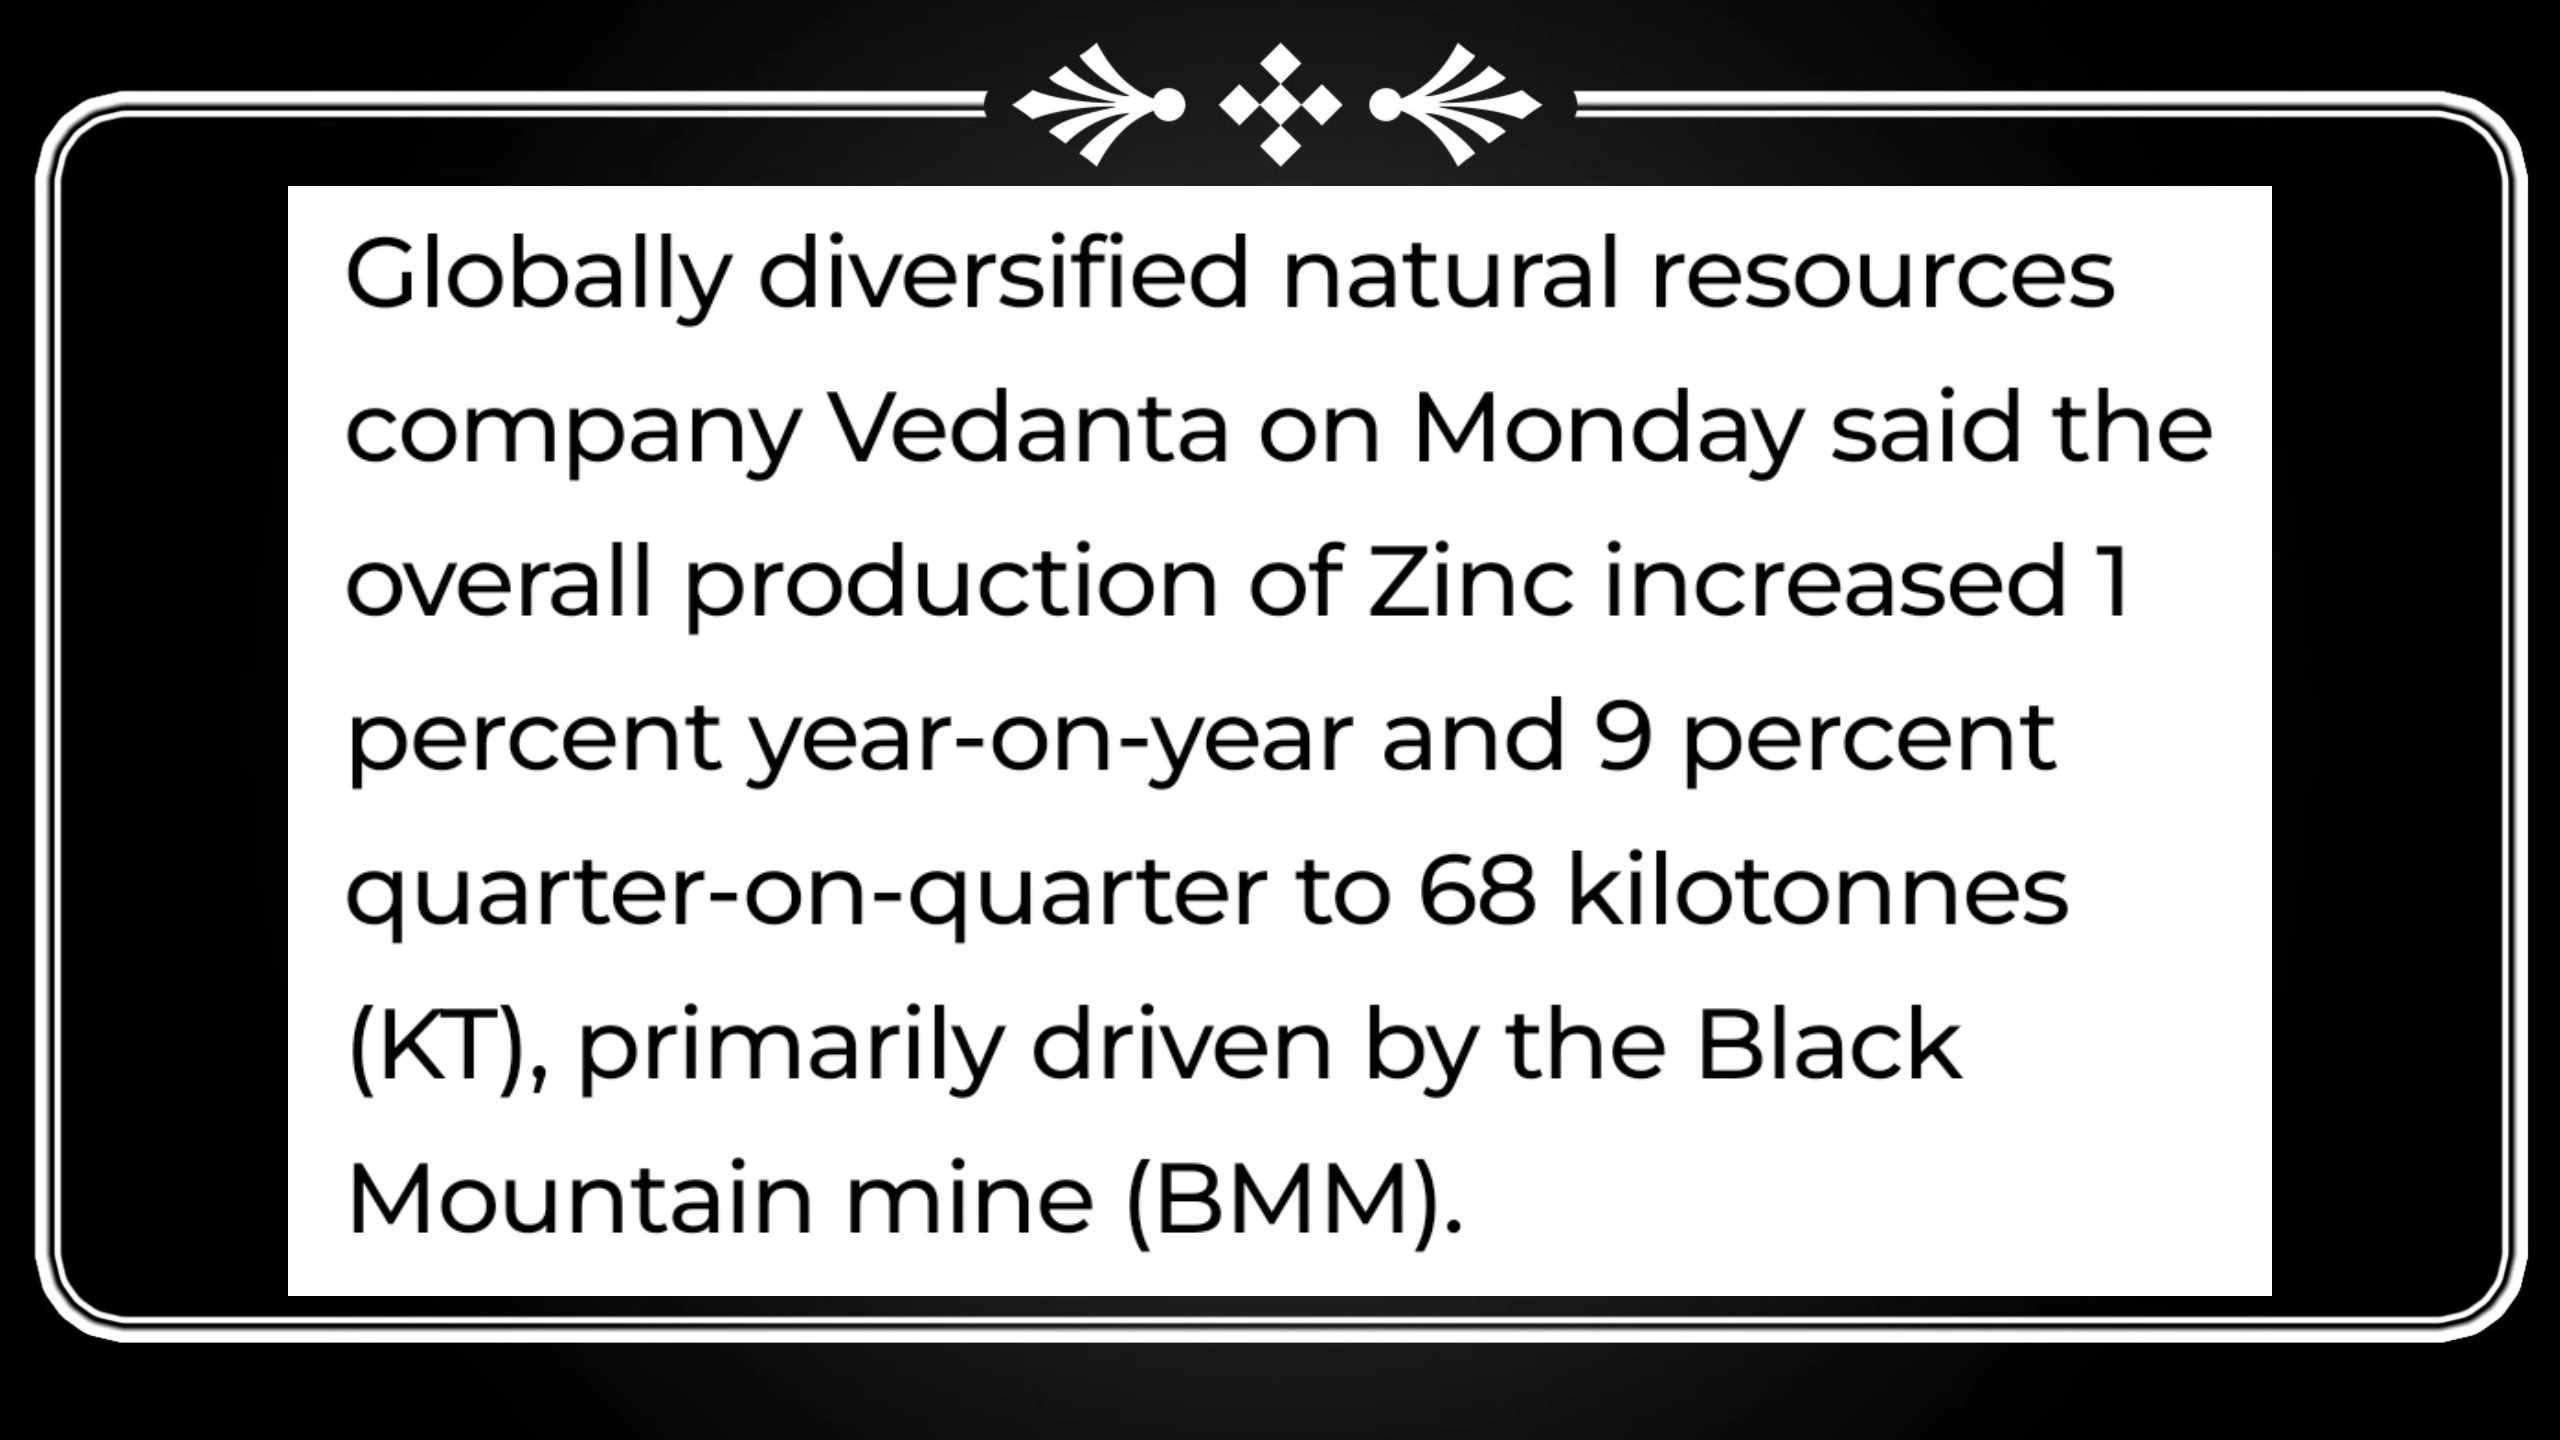 Globally diversified natural resources
company Vedanta on Monday said the
overall production of Zinc increased 1
percent year-on-year and 9 percent
quarter-on-quarter to 68 kilotonnes
(KT), primarily driven by the Black
Mountain mine (BMM).